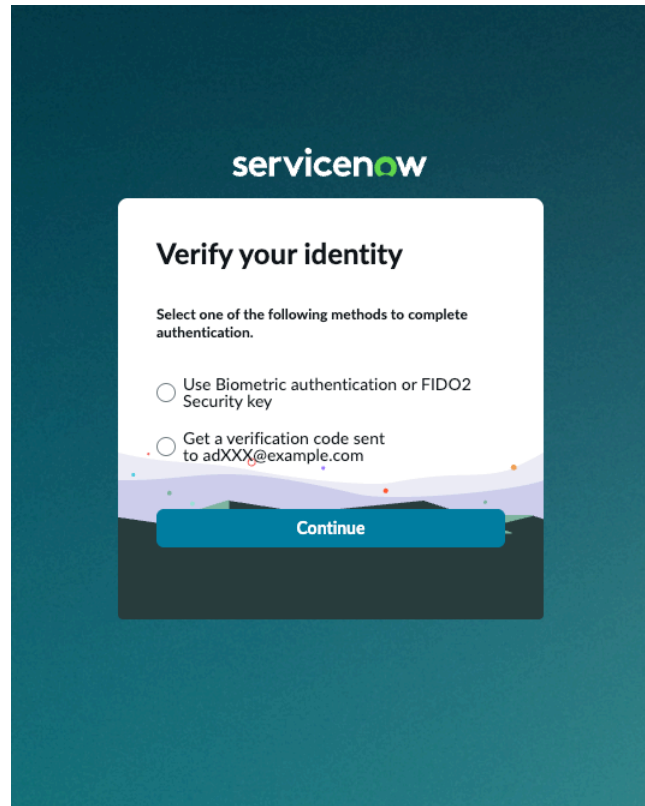 servicenow
Verify your identity
Select one of the following methods to complete
authentication.
Use Biometric authentication or FIDO2
Security key
Get a verification code sent
to adXXX@example.com
Continue